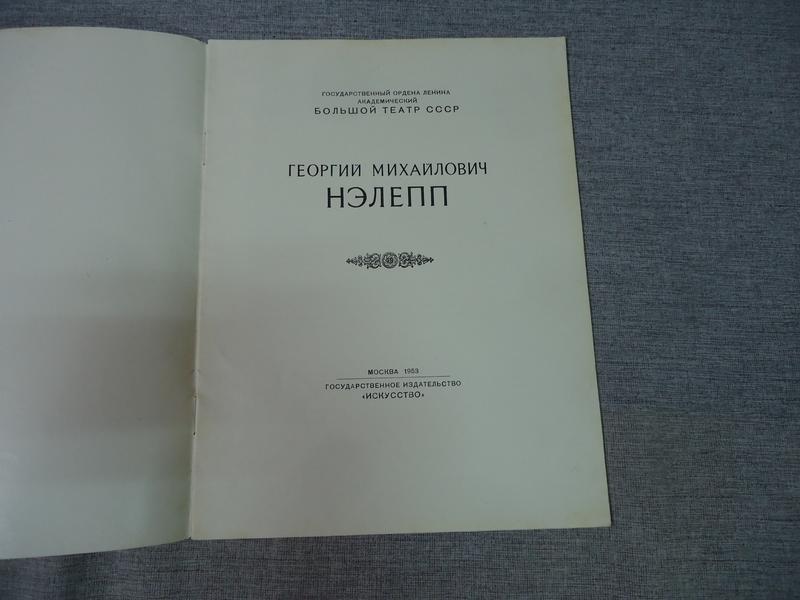 ГОСУДАРСТВЕННЫЙ ОРДЕНА ЛЕНИНА
АКАДЕМИЧЕСКИЙ
БОЛЬШОЙ ТЕАТР СССР
ГЕОРГИЙ МИХАЙЛОВИЧ
НЭЛЕПП
МОСКВА 1953
ГОСУДАРСТВЕННОЕ ИЗДАТЕЛЬСТВО
«ИСКУССТВО»